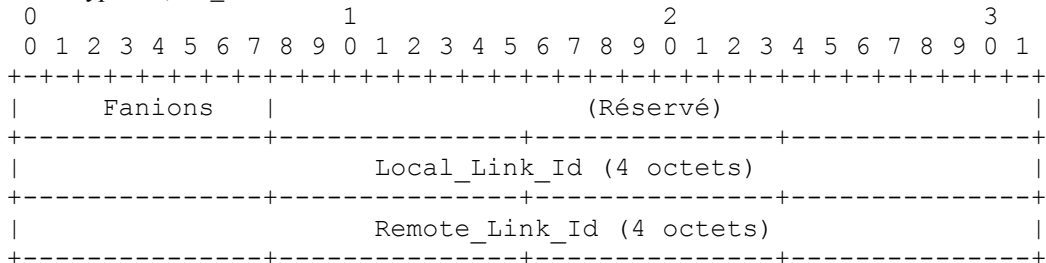 0                   1                   2                   3
0 1 2 3 4 5 6 7 8 9 0 1 2 3 4 5 6 7 8 9 0 1 2 3 4 5 6 7 8 9 0 1
+-+-+-+-+-+-+-+-+-+-+-+-+-+-+-+-+-+-+-+-+-+-+-+-+-+-+-+-+-+-+-+-+
|     Fanions   |                   (Réservé)                   |
+---------------+---------------+---------------+---------------+
|                     Local_Link_Id (4 octets)                  |
+---------------+---------------+---------------+---------------+
|                     Remote_Link_Id (4 octets)                 |
+---------------+---------------+---------------+---------------+